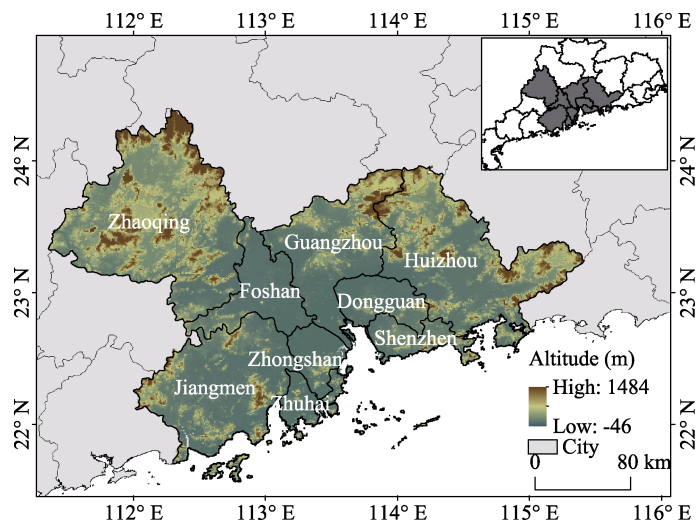 112° E
113° E
114° E
115° E
116° E
24° N
24° N
Zhaoqing
Guangzhou
Huizhou
23° N
Foshan
Dongguan
23° N
Shenzhen
Zhongshan
Altitude (m)
Jiangmen
High: 1484
Zhuhai
22° N
Low: -46
22° N
City
0
80 km
112° E
113° E
114° E
115° E
116° E